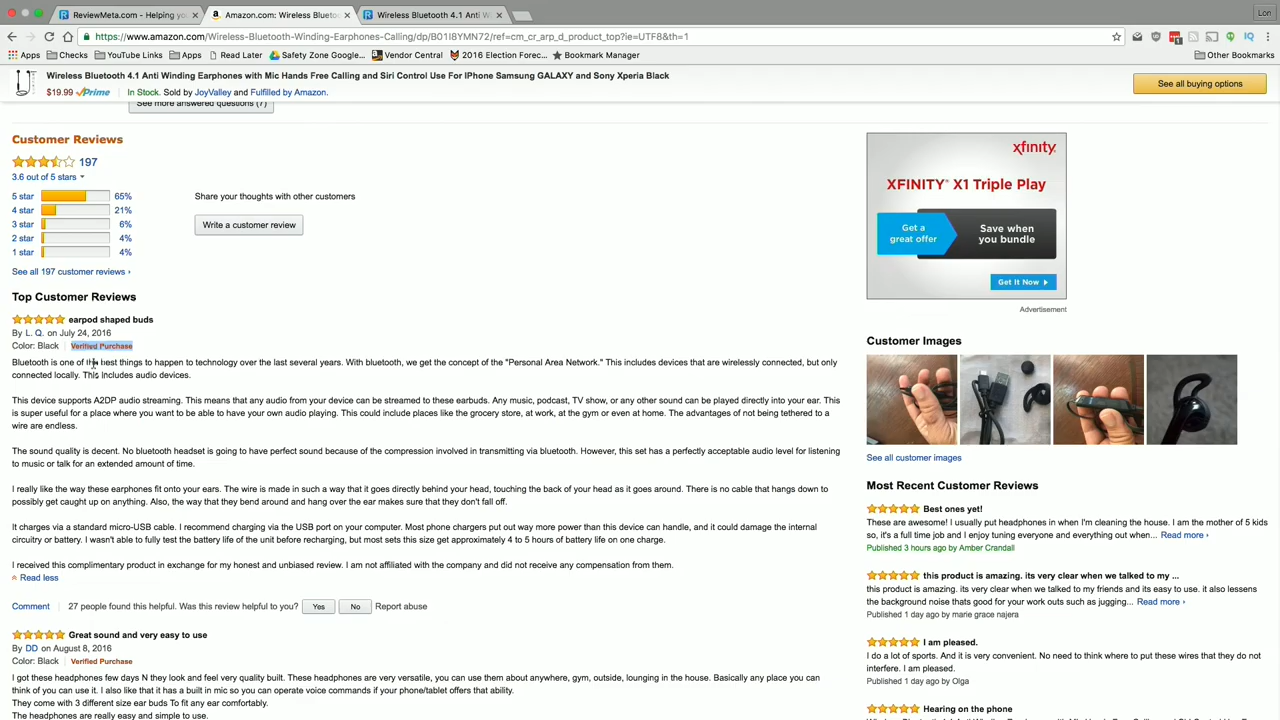 ReviewMeta.com - Helping yo
Amazon.com: Wireless Blueto
Wireless Bluetooth 4.1 Anti W
Lon
https://www.amazon.com/Wireless-Bluetooth-Winding-Earphones-Calling/dp/B01I8YMN72/ref=cm_cr_arp_d_product_top?ie=UTF8&th=1
Apps Checks YouTube Links Apps Read Later Safety Zone Google... Vendor Central 2016 Election Forec... Bookmark Manager Other Bookmarks
Wireless Bluetooth 4.1 Anti Winding Earphones with Mic Hands Free Calling and Siri Control Use For IPhone Samsung GALAXY and Sony Xperia Black
$19.99 Prime In Stock. Sold by JoyValley and Fulfilled by Amazon.
See all buying options
See more answered questions (7)
Customer Reviews
197
3.6 out of 5 stars
5 star 65%
4 star 21%
3 star 6%
2 star 4%
1 star 4%
See all 197 customer reviews ›
Share your thoughts with other customers
Write a customer review
Top Customer Reviews
earpod shaped buds
By L. Q. on July 24, 2016
Color: Black | Verified Purchase
Bluetooth is one of the best things to happen to technology over the last several years. With bluetooth, we get the concept of the "Personal Area Network." This includes devices that are wirelessly connected, but only
connected locally. This includes audio devices.
This device supports A2DP audio streaming. This means that any audio from your device can be streamed to these earbuds. Any music, podcast, TV show, or any other sound can be played directly into your ear. This
is super useful for a place where you want to be able to have your own audio playing. This could include places like the grocery store, at work, at the gym or even at home. The advantages of not being tethered to a
wire are endless.
The sound quality is decent. No bluetooth headset is going to have perfect sound because of the compression involved in transmitting via bluetooth. However, this set has a perfectly acceptable audio level for listening
to music or talk for an extended amount of time.
I really like the way these earphones fit onto your ears. The wire is made in such a way that it goes directly behind your head, touching the back of your head as it goes around. There is no cable that hangs down to
possibly get caught up on anything. Also, the way that they bend around and hang over the ear makes sure that they don't fall off.
It charges via a standard micro-USB cable. I recommend charging via the USB port on your computer. Most phone chargers put out way more power than this device can handle, and it could damage the internal
circuitry or battery. I wasn't able to fully test the battery life of the unit before recharging, but most sets this size get approximately 4 to 5 hours of battery life on one charge.
I received this complimentary product in exchange for my honest and unbiased review. I am not affiliated with the company and did not receive any compensation from them.
Read less
Comment | 27 people found this helpful. Was this review helpful to you? Yes No Report abuse
Great sound and very easy to use
By DD on August 8, 2016
Color: Black | Verified Purchase
I got these headphones few days N they look and feel very quality built. These headphones are very versatile, you can use them about anywhere, gym, outside, lounging in the house. Basically any place you can
think of you can use it. I also like that it has a built in mic so you can operate voice commands if your phone/tablet offers that ability.
They come with 3 different size ear buds To fit any ear comfortably.
The headphones are really easy and simple to use.
xfinity
XFINITY® X1 Triple Play
Get a
great offer
Save when
you bundle
Get It Now
Advertisement
Customer Images
See all customer images
Most Recent Customer Reviews
Best ones yet!
These are awesome! I usually put headphones in when I'm cleaning the house. I am the mother of 5 kids
so, it's a full time job and I enjoy tuning everyone and everything out when... Read more ›
Published 3 hours ago by Amber Crandall
this product is amazing. its very clear when we talked to my ...
this product is amazing. its very clear when we talked to my friends and its easy to use. it also lessens
the background noise thats good for your work outs such as jugging... Read more ›
Published 1 day ago by marie grace najera
I am pleased.
I do a lot of sports. And it is very convenient. No need to think where to put these wires that they do not
interfere. I am pleased.
Published 1 day ago by Olga
Hearing on the phone